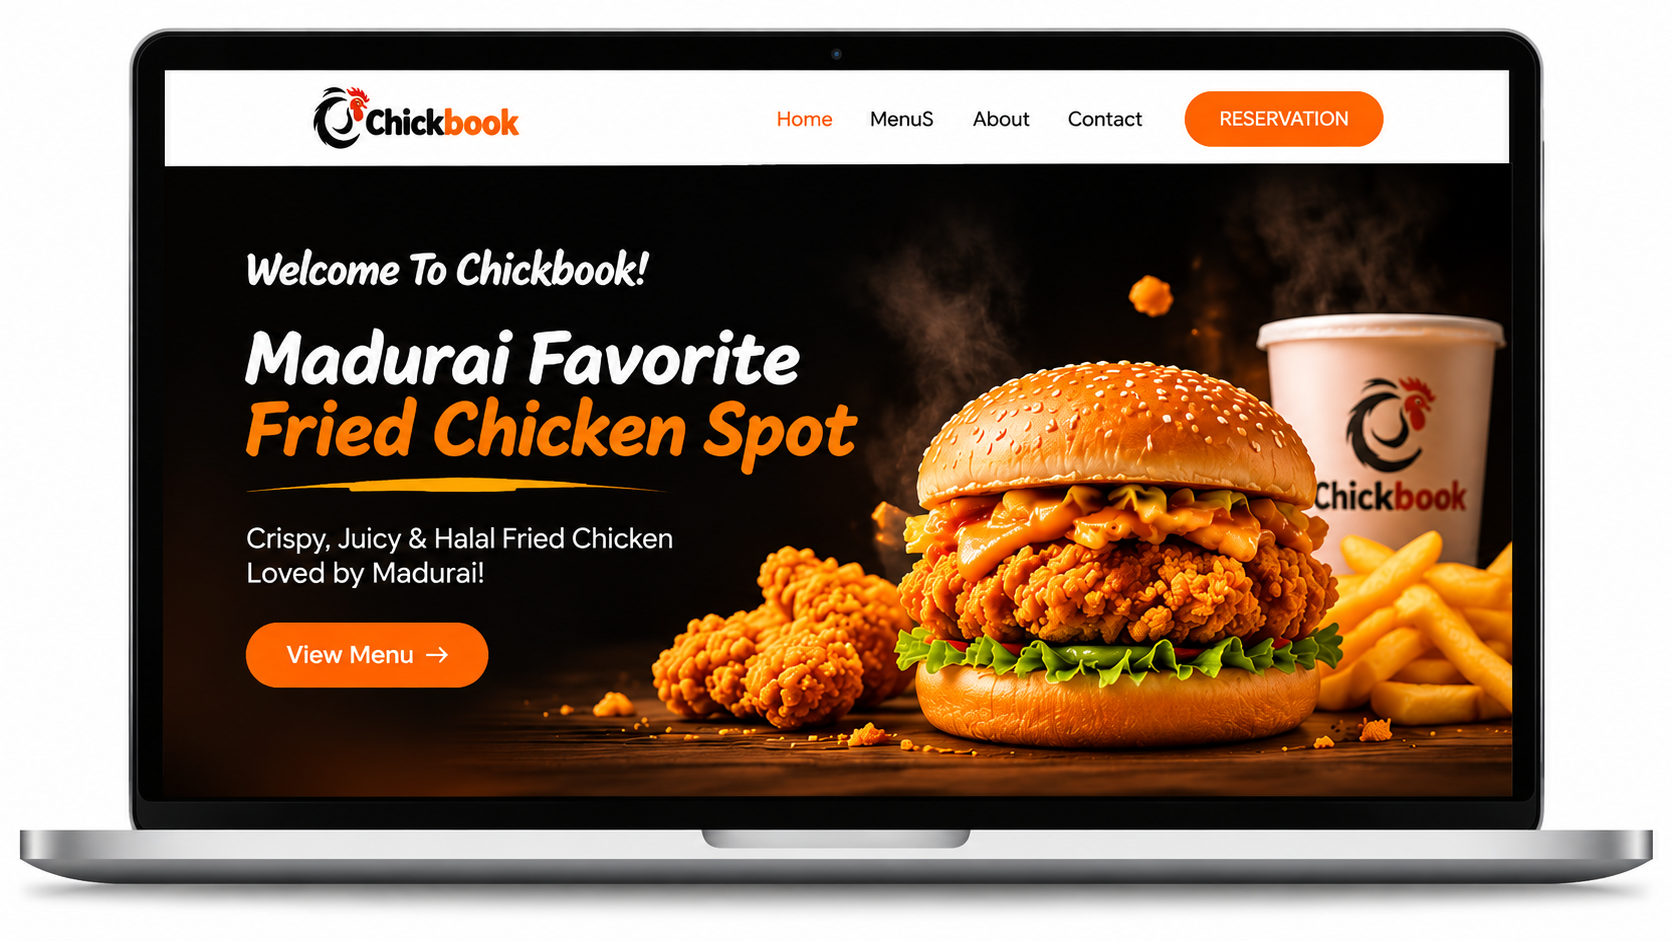 Chickbook
Home MenuS About Contact RESERVATION
Welcome To Chickbook!
Madurai Favorite
Fried Chicken Spot
Crispy, Juicy & Halal Fried Chicken
Loved by Madurai!
View Menu →
Chickbook